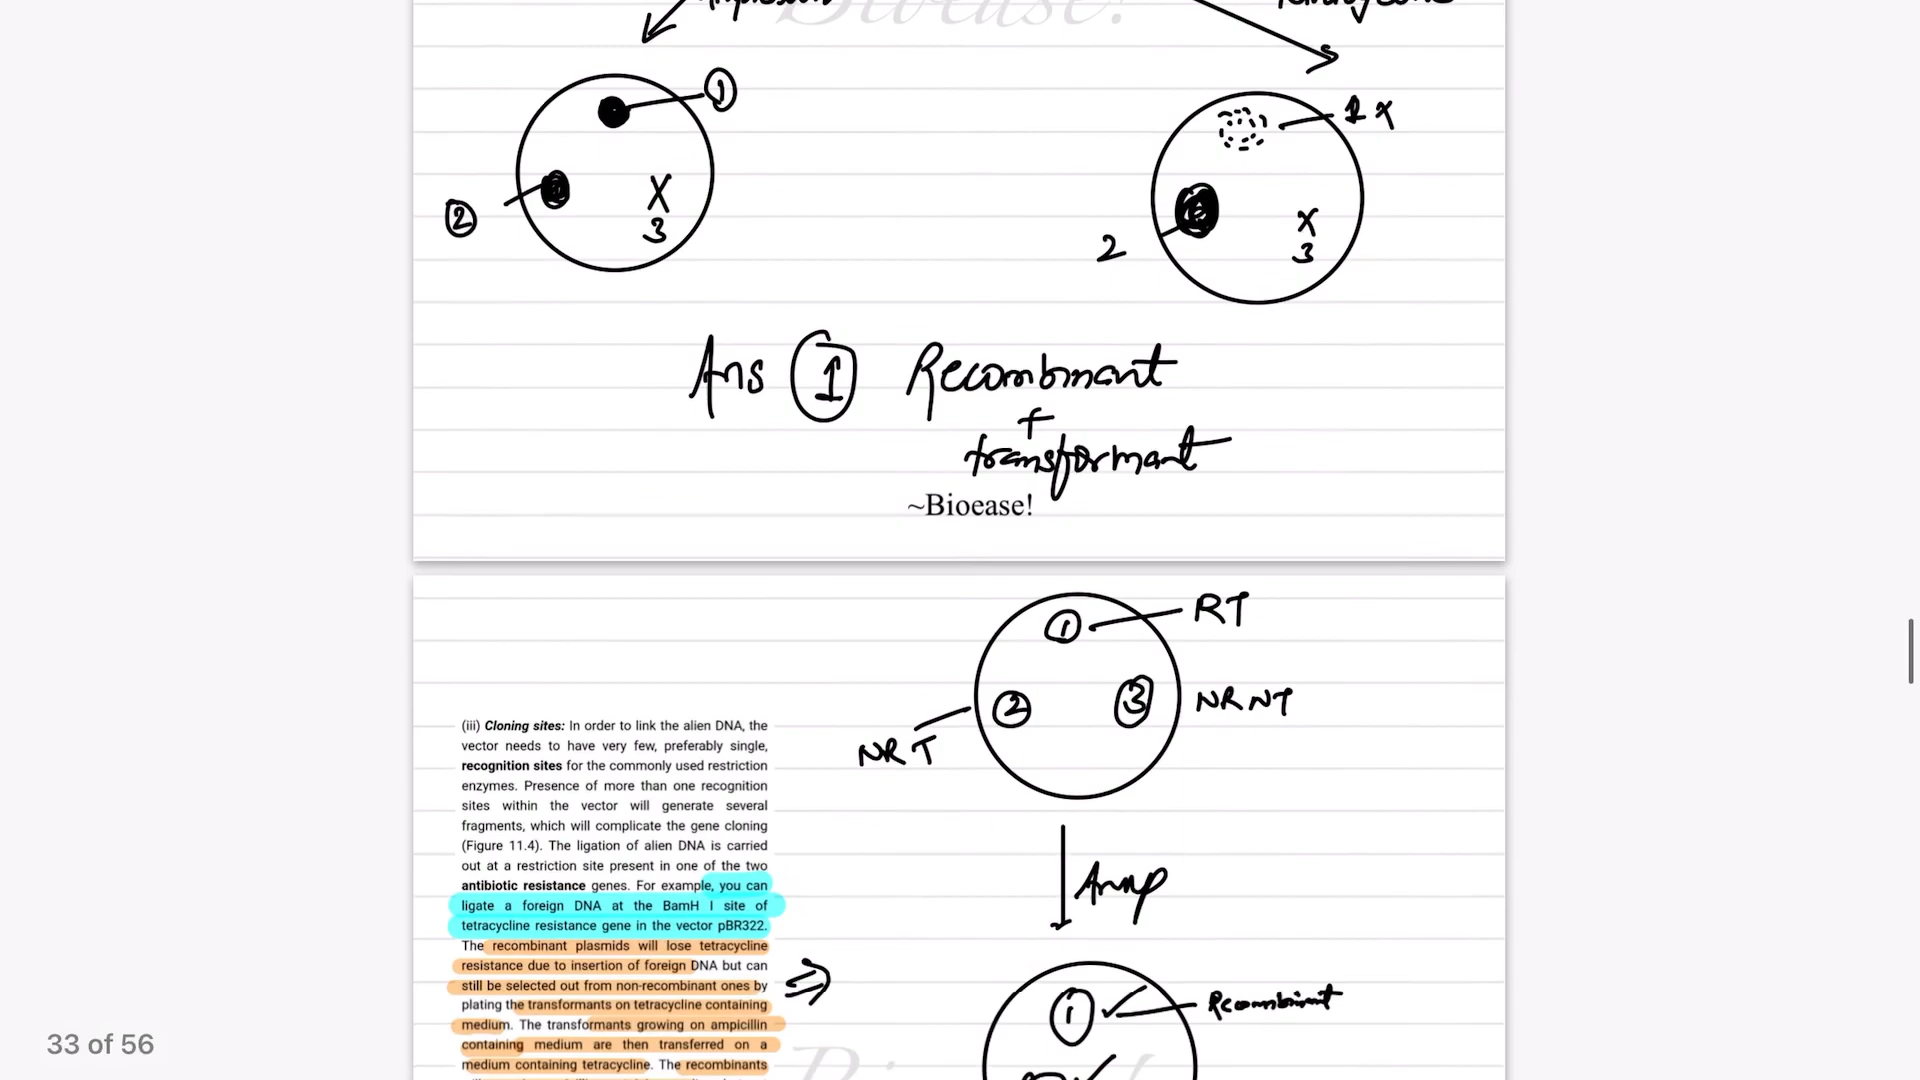 Bioease!
①
②
X
3
1 X
2
X
3
Ans ① Recombinant
+
transformant
~Bioease!
① RT
② ③ NRNT
NRT
(iii) Cloning sites: In order to link the alien DNA, the
vector needs to have very few, preferably single,
recognition sites for the commonly used restriction
enzymes. Presence of more than one recognition
sites within the vector will generate several
fragments, which will complicate the gene cloning
(Figure 11.4). The ligation of alien DNA is carried
out at a restriction site present in one of the two
antibiotic resistance genes. For example, you can
ligate a foreign DNA at the BamH I site of
tetracycline resistance gene in the vector pBR322.
The recombinant plasmids will lose tetracycline
resistance due to insertion of foreign DNA but can
still be selected out from non-recombinant ones by
plating the transformants on tetracycline containing
medium. The transformants growing on ampicillin
containing medium are then transferred on a
medium containing tetracycline. The recombinants
Amp
① Recombinant
33 of 56